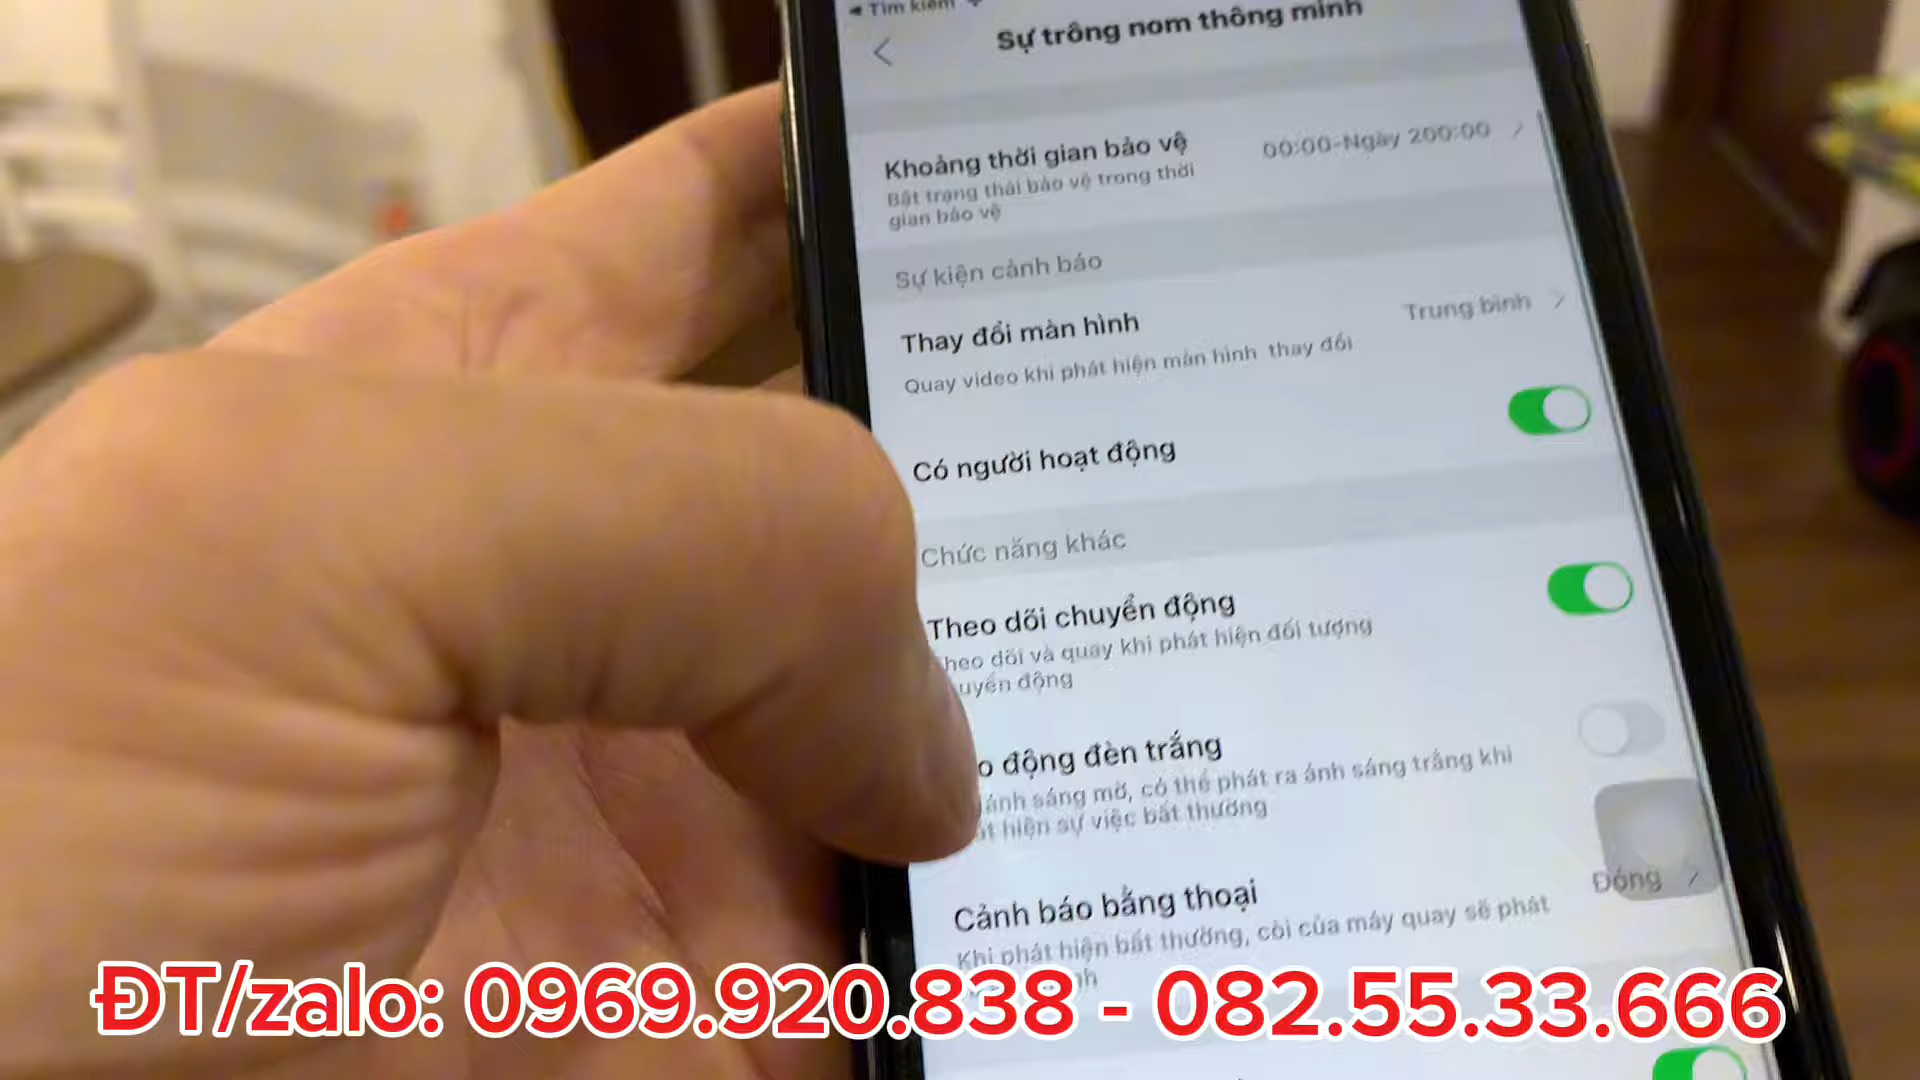 ◄ Tìm kiếm
Sự trông nom thông minh
Khoảng thời gian bảo vệ
00:00-Ngày 200:00
Bật trạng thái bảo vệ trong thời
gian bảo vệ
Sự kiện cảnh báo
Thay đổi màn hình
Trung bình
Quay video khi phát hiện màn hình thay đổi
Có người hoạt động
Chức năng khác
Theo dõi chuyển động
heo dõi và quay khi phát hiện đối tượng
uyển động
o động đèn trắng
ánh sáng mờ, có thể phát ra ánh sáng trắng khi
át hiện sự việc bất thường
Cảnh báo bằng thoại
Đóng
Khi phát hiện bất thường, còi của máy quay sẽ phát
ĐT/zalo: 0969.920.838 - 082.55.33.666